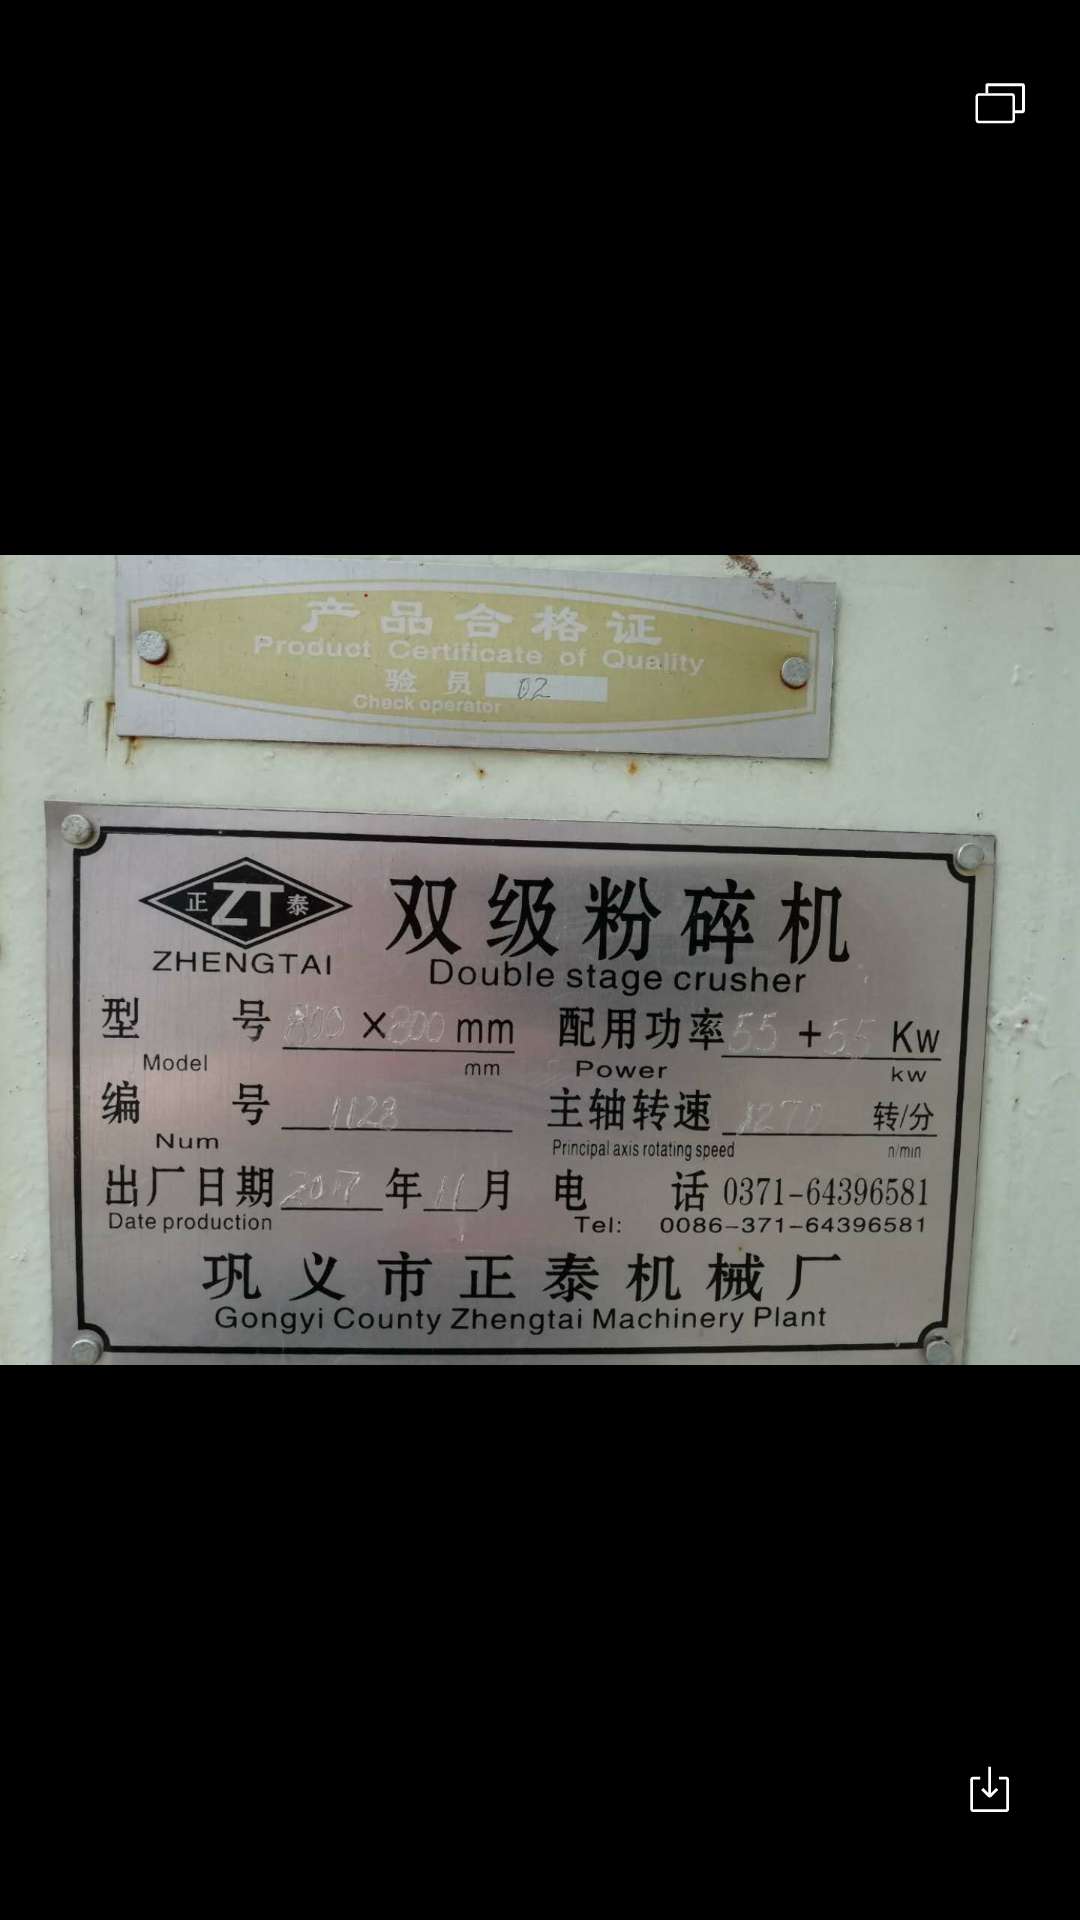 产品合格证
Product Certificate of Quality
验 员 02
Check operator
正 ZT 泰
ZHENGTAI
双级粉碎机
Double stage crusher
型 号 800 ×800 mm 配用功率 55 + 55 Kw
Model mm Power kw
编 号 1128 主轴转速 1270 转/分
Num Principal axis rotating speed n/min
出厂日期 2017 年 11 月 电 话 0371-64396581
Date production Tel: 0086-371-64396581
巩义市正泰机械厂
Gongyi County Zhengtai Machinery Plant